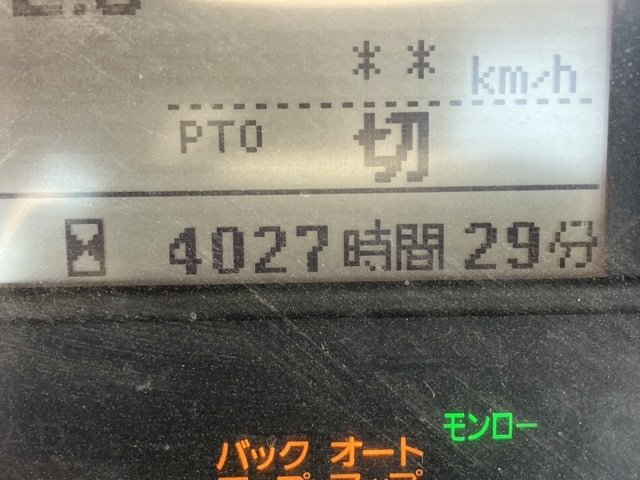 ** km/h
PTO 切
4027時間29分
モンロー
バック オート